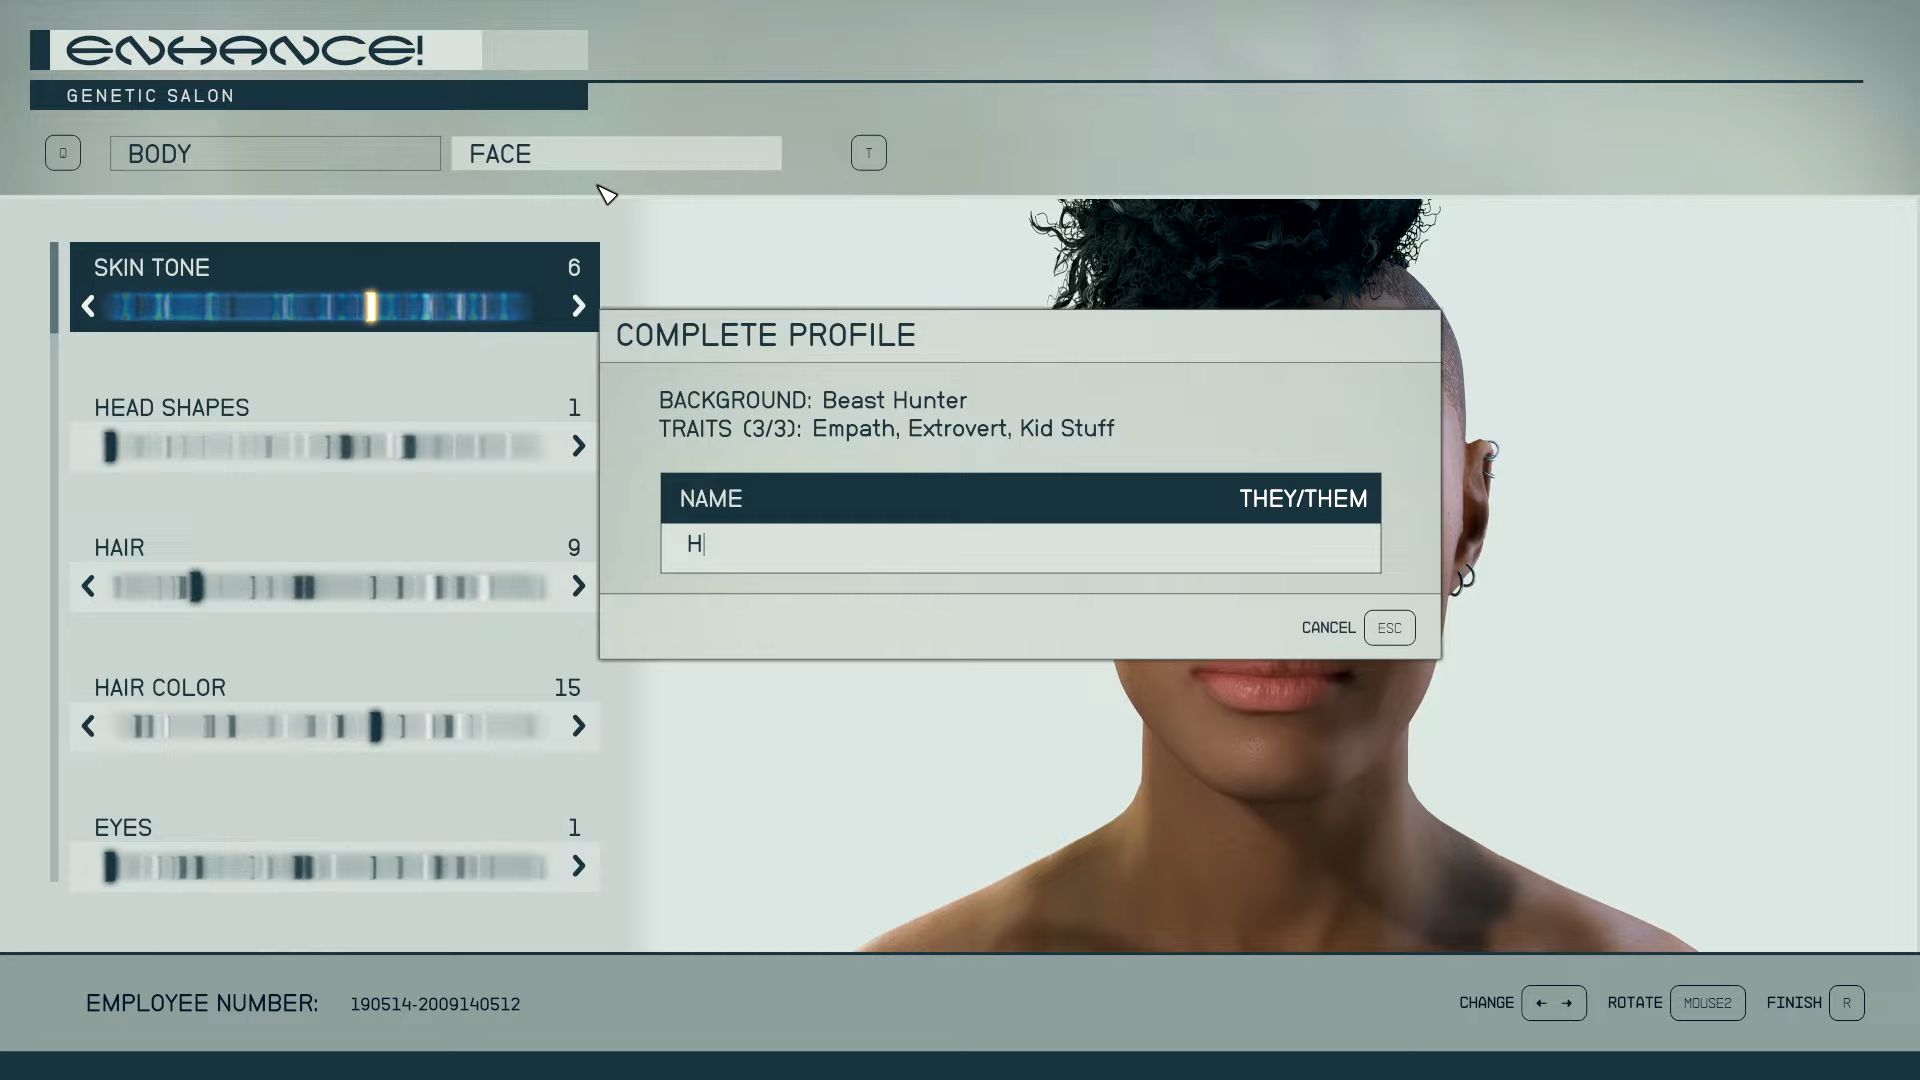 ENHANCE!
GENETIC SALON
Q BODY FACE T
SKIN TONE 6
HEAD SHAPES 1
HAIR 9
HAIR COLOR 15
EYES 1
COMPLETE PROFILE
BACKGROUND: Beast Hunter
TRAITS (3/3): Empath, Extrovert, Kid Stuff
NAME THEY/THEM
H
CANCEL ESC
EMPLOYEE NUMBER: 190514-2009140512
CHANGE ← → ROTATE MOUSE2 FINISH R